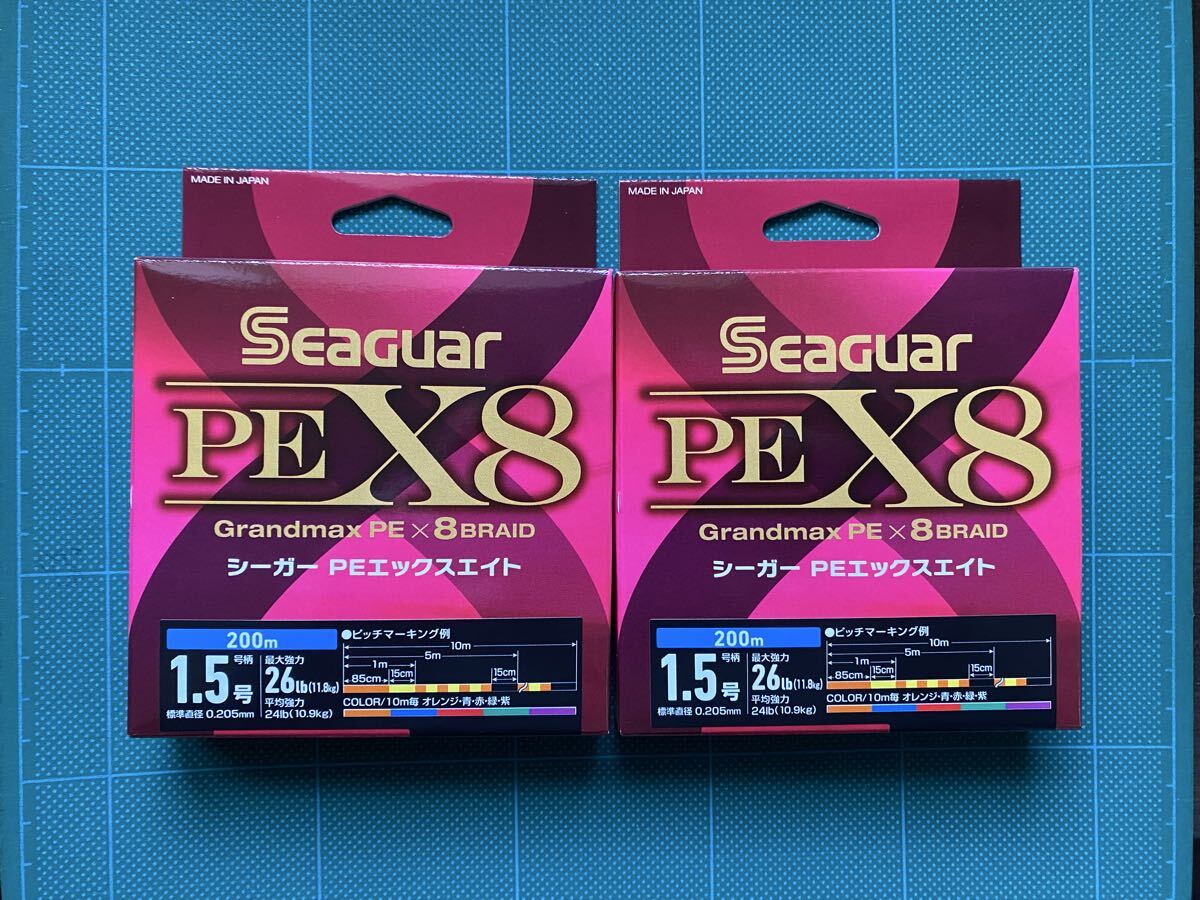 MADE IN JAPAN
SEAGUAR
PE X8
Grandmax PE × 8 BRAID
シーガー PEエックスエイト
200m
1.5号
号柄
標準直径 0.205mm
最大強力
26lb(11.8kg)
平均強力
24lb(10.9kg)
●ピッチマーキング例
10m
5m
1m
15cm
15cm
85cm
COLOR/10m毎 オレンジ・青・赤・緑・紫
MADE IN JAPAN
SEAGUAR
PE X8
Grandmax PE × 8 BRAID
シーガー PEエックスエイト
200m
1.5号
号柄
標準直径 0.205mm
最大強力
26lb(11.8kg)
平均強力
24lb(10.9kg)
●ピッチマーキング例
10m
5m
1m
15cm
15cm
85cm
COLOR/10m毎 オレンジ・青・赤・緑・紫